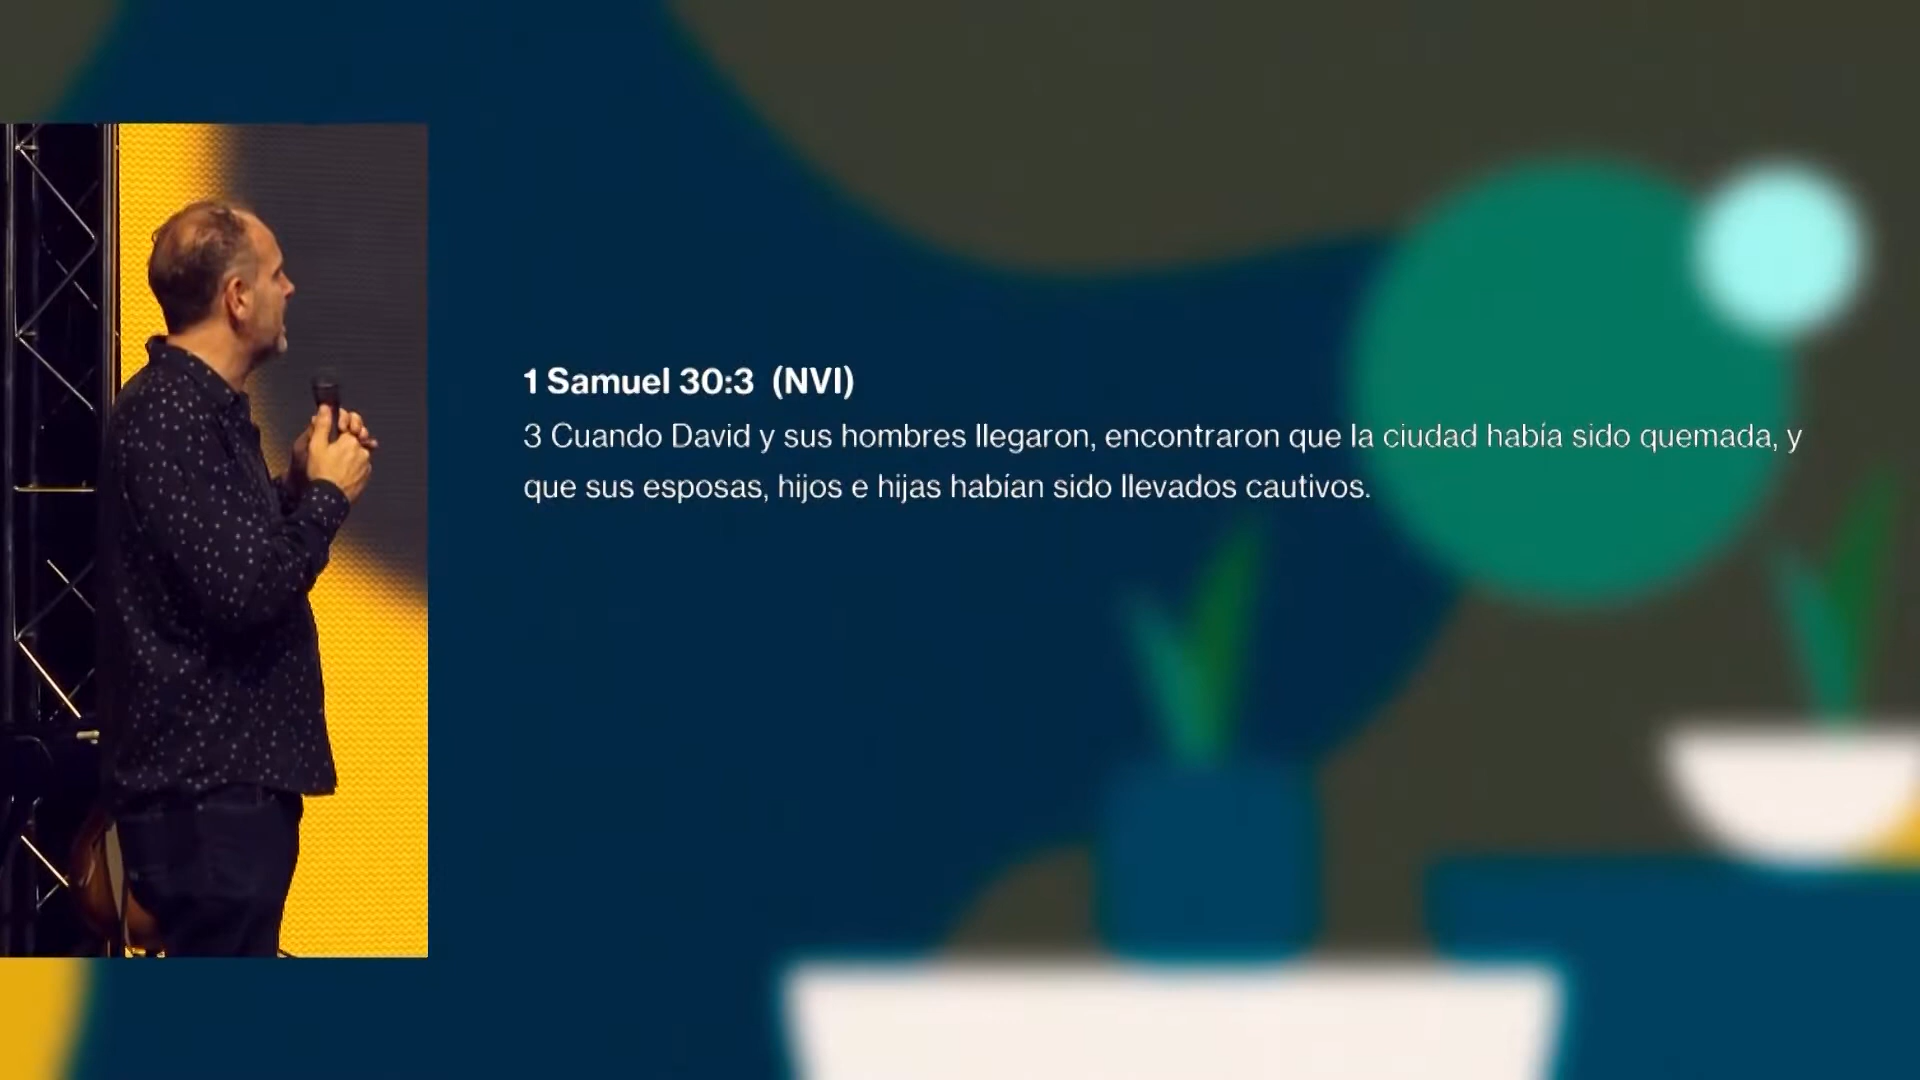 1 Samuel 30:3 (NVI)
3 Cuando David y sus hombres llegaron, encontraron que la ciudad había sido quemada, y
que sus esposas, hijos e hijas habían sido llevados cautivos.